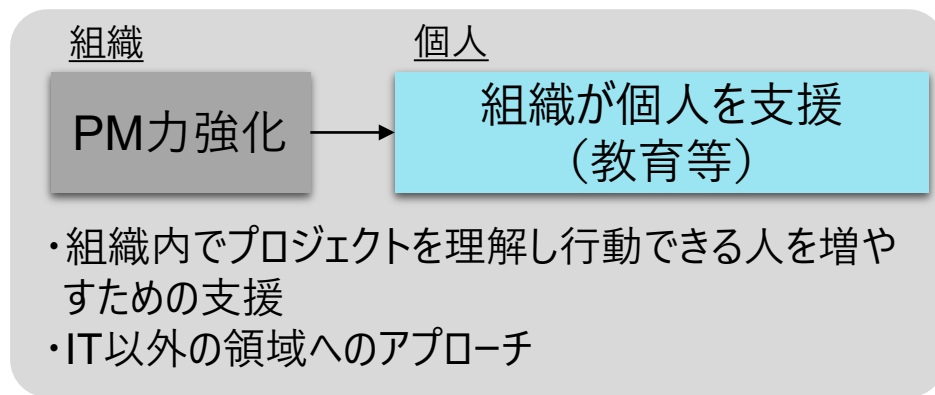 組織
個人
PM力強化
組織が個人を支援
（教育等）
・組織内でプロジェクトを理解し行動できる人を増や
すための支援
・IT以外の領域へのアプローチ